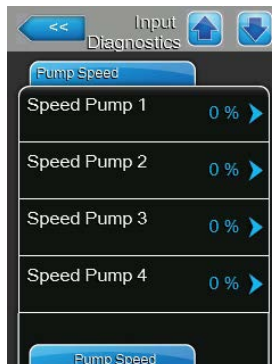 << Input
Diagnostics
Pump Speed
Speed Pump 1 0 %
Speed Pump 2 0 %
Speed Pump 3 0 %
Speed Pump 4 0 %
Pump Speed